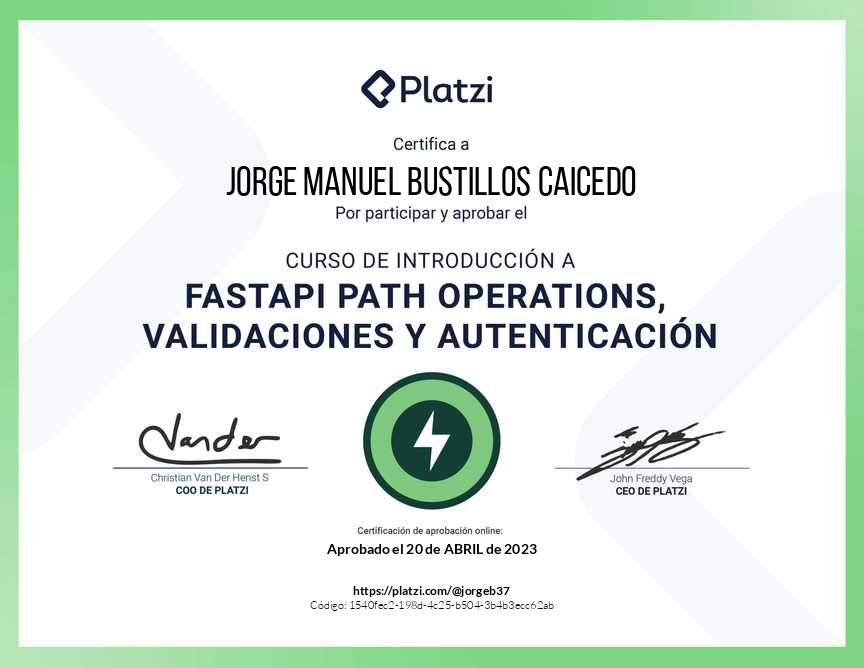 Platzi
Certifica a
JORGE MANUEL BUSTILLOS CAICEDO
Por participar y aprobar el
CURSO DE INTRODUCCIÓN A
FASTAPI PATH OPERATIONS,
VALIDACIONES Y AUTENTICACIÓN
Vander
Christian Van Der Henst S
COO DE PLATZI
John Freddy Vega
CEO DE PLATZI
Certificación de aprobación online:
Aprobado el 20 de ABRIL de 2023
https://platzi.com/@jorgeb37
Código: 1540fec2-198d-4c25-b504-3b4b3ecc62ab